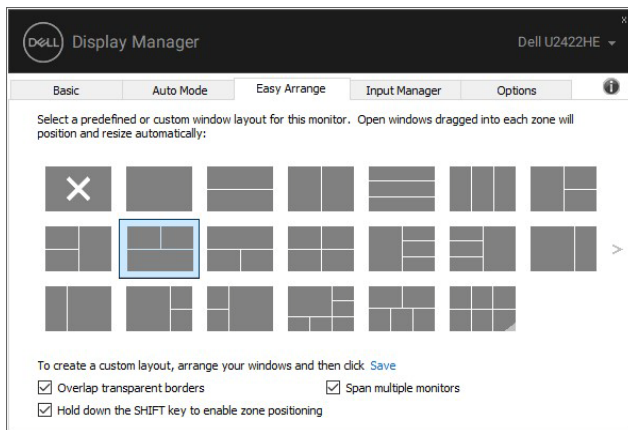 x
DELL Display Manager Dell U2422HE
Basic Auto Mode Easy Arrange Input Manager Options i
Select a predefined or custom window layout for this monitor. Open windows dragged into each zone will
position and resize automatically:
>
To create a custom layout, arrange your windows and then click Save
Overlap transparent borders Span multiple monitors
Hold down the SHIFT key to enable zone positioning